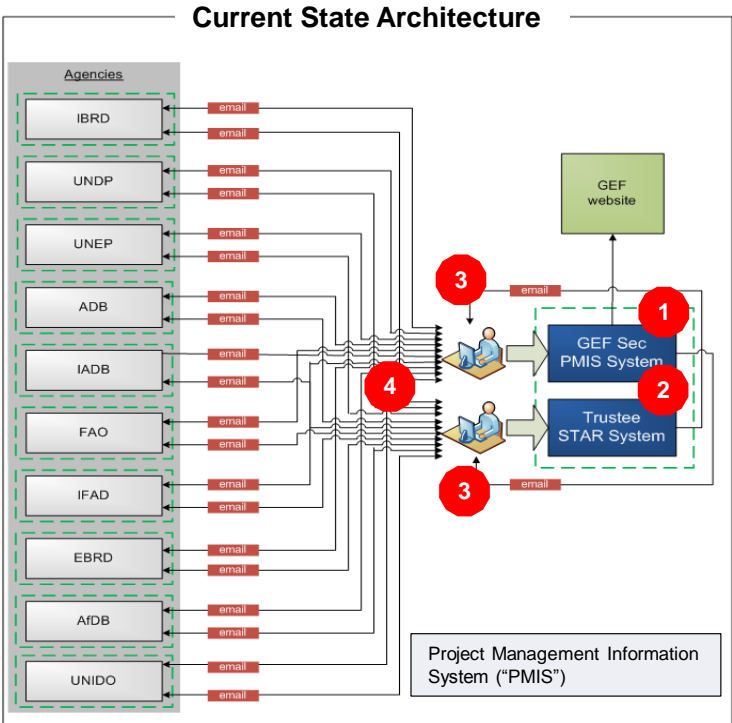 Current State Architecture
Agencies
IBRD
email
email
UNDP
email
email
UNEP
email
email
ADB
email
email
IADB
email
email
FAO
email
email
IFAD
email
email
EBRD
email
email
AfDB
email
email
UNIDO
email
email
GEF
website
3
email
1
GEF Sec
PMIS System
2
4
Trustee
STAR System
3
email
Project Management Information
System (“PMIS”)